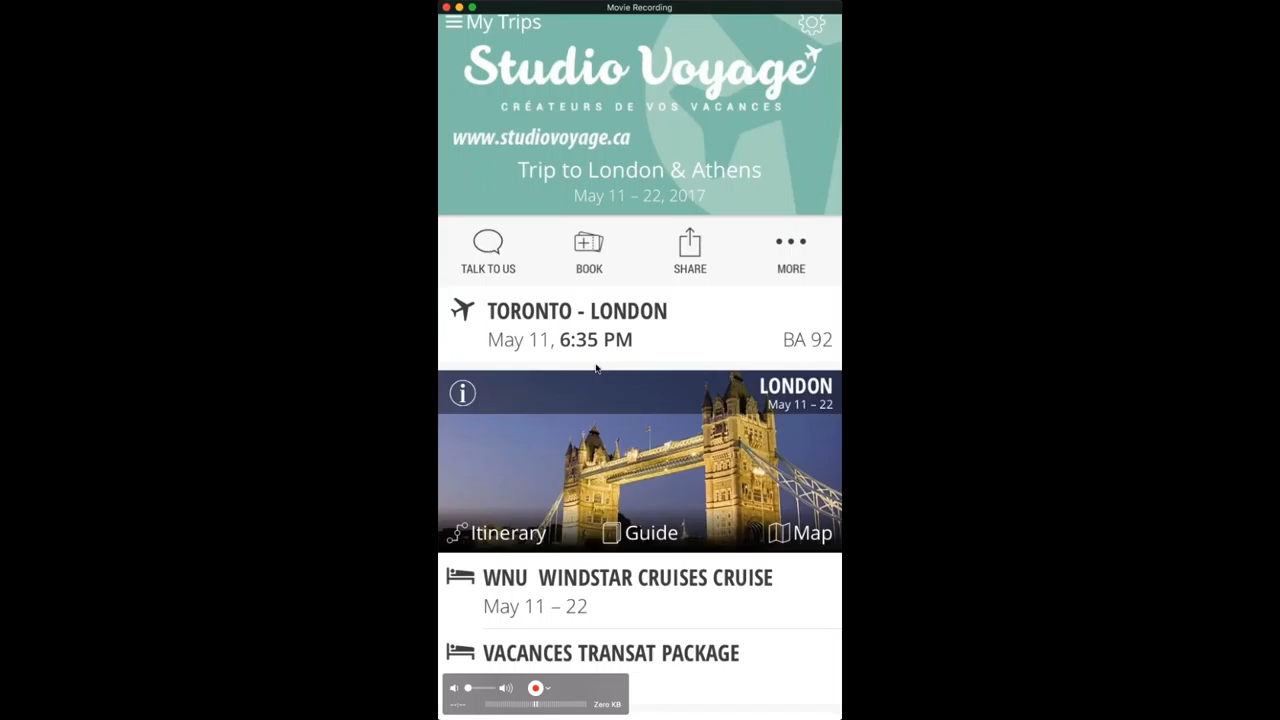 Movie Recording
My Trips
Studio Voyage
CRÉATEURS DE VOS VACANCES
www.studiovoyage.ca
Trip to London & Athens
May 11 – 22, 2017
TALK TO US BOOK SHARE MORE
TORONTO - LONDON
May 11, 6:35 PM BA 92
LONDON
May 11 – 22
Itinerary Guide Map
WNU WINDSTAR CRUISES CRUISE
May 11 – 22
VACANCES TRANSAT PACKAGE
--:-- Zero KB